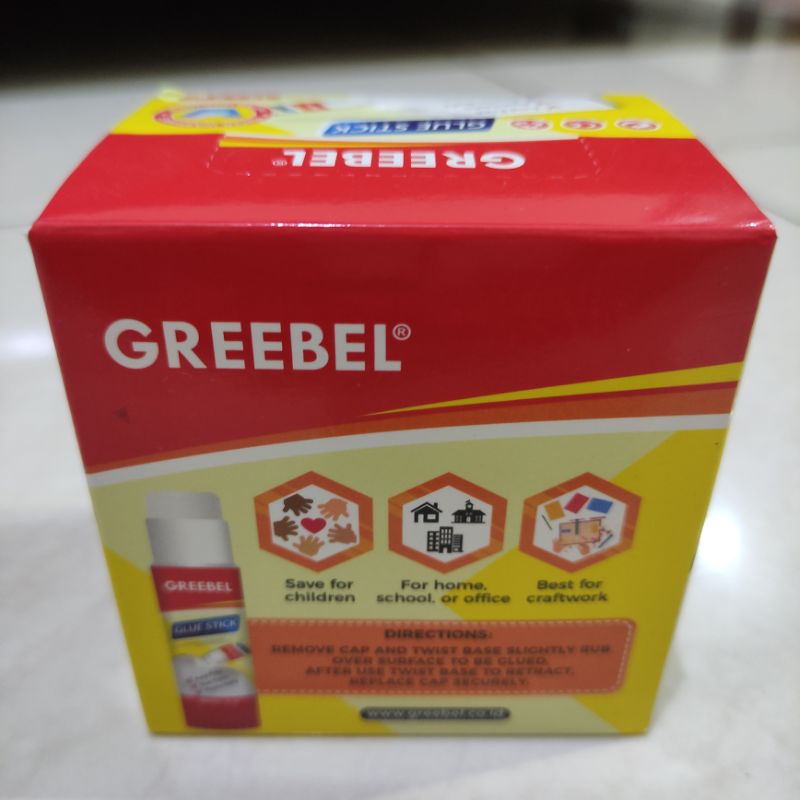 GLUE STICK
GREEBEL®
GREEBEL®
GREEBEL
GLUE STICK
Save for
children
For home,
school, or office
Best for
craftwork
DIRECTIONS:
REMOVE CAP AND TWIST BASE SLIGHTLY RUB
OVER SURFACE TO BE GLUED.
AFTER USE TWIST BASE TO RETRACT.
REPLACE CAP SECURELY.
www.greebel.co.id